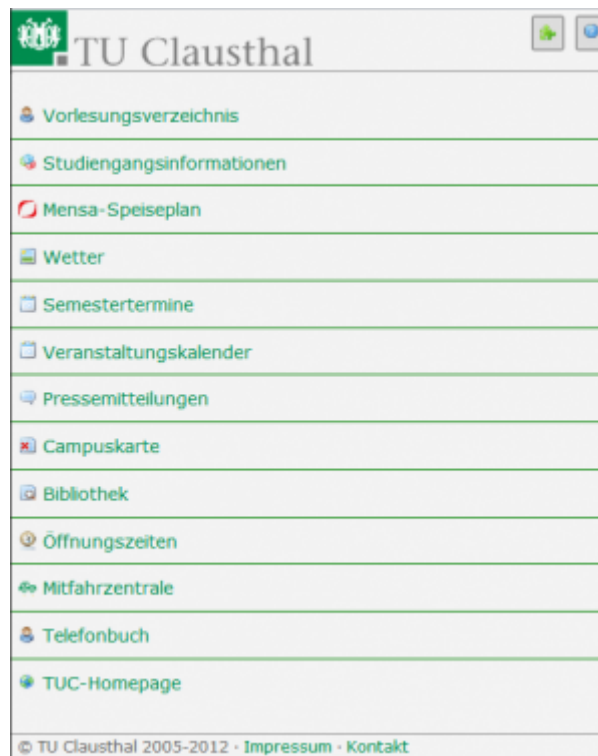 TU Clausthal
Vorlesungsverzeichnis
Studiengangsinformationen
Mensa-Speiseplan
Wetter
Semestertermine
Veranstaltungskalender
Pressemitteilungen
Campuskarte
Bibliothek
Öffnungszeiten
Mitfahrzentrale
Telefonbuch
TUC-Homepage
© TU Clausthal 2005-2012 · Impressum · Kontakt